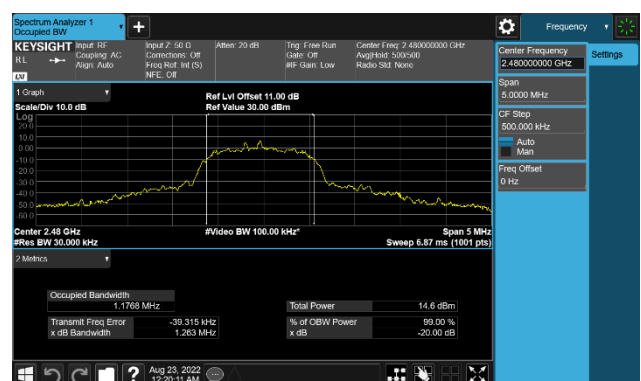 Spectrum Analyzer 1
Occupied BW
Frequency
KEYSIGHT
RL
Input: RF
Coupling: AC
Align: Auto
Input Z: 50 Ω
Corrections: Off
Freq Ref: Int (S)
NFE: Off
Atten: 20 dB
Trig: Free Run
Gate: Off
#IF Gain: Low
Center Freq: 2.480000000 GHz
Avg|Hold: 500/500
Radio Std: None
LXI
Center Frequency
2.480000000 GHz
Settings
Span
5.0000 MHz
CF Step
500.000 kHz
Auto
Man
Freq Offset
0 Hz
1 Graph
Scale/Div 10.0 dB
Ref Lvl Offset 11.00 dB
Ref Value 30.00 dBm
Log
20.0
10.0
0.00
-10.0
-20.0
-30.0
-40.0
-50.0
-60.0
Center 2.48 GHz
#Res BW 30.000 kHz
#Video BW 100.00 kHz*
Span 5 MHz
Sweep 6.87 ms (1001 pts)
2 Metrics
Occupied Bandwidth
1.1768 MHz
Total Power
14.6 dBm
Transmit Freq Error
-39.315 kHz
% of OBW Power
99.00 %
x dB Bandwidth
1.263 MHz
x dB
-20.00 dB
?
Aug 23, 2022
12:20:11 AM